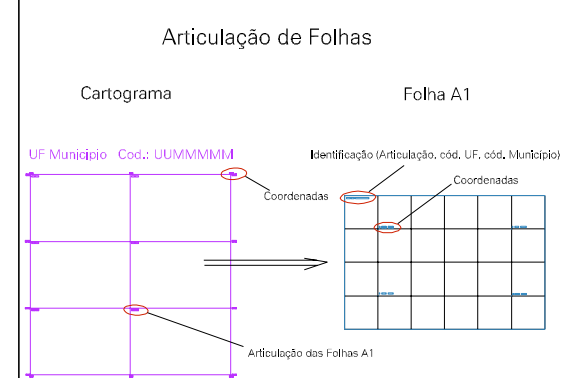 Articulação de Folhas
Cartograma
Folha A1
UF Município Cod.: UUMMMMM
Identificação (Articulação, cód. UF, cód. Município)
Coordenadas
Coordenadas
Articulação das Folhas A1